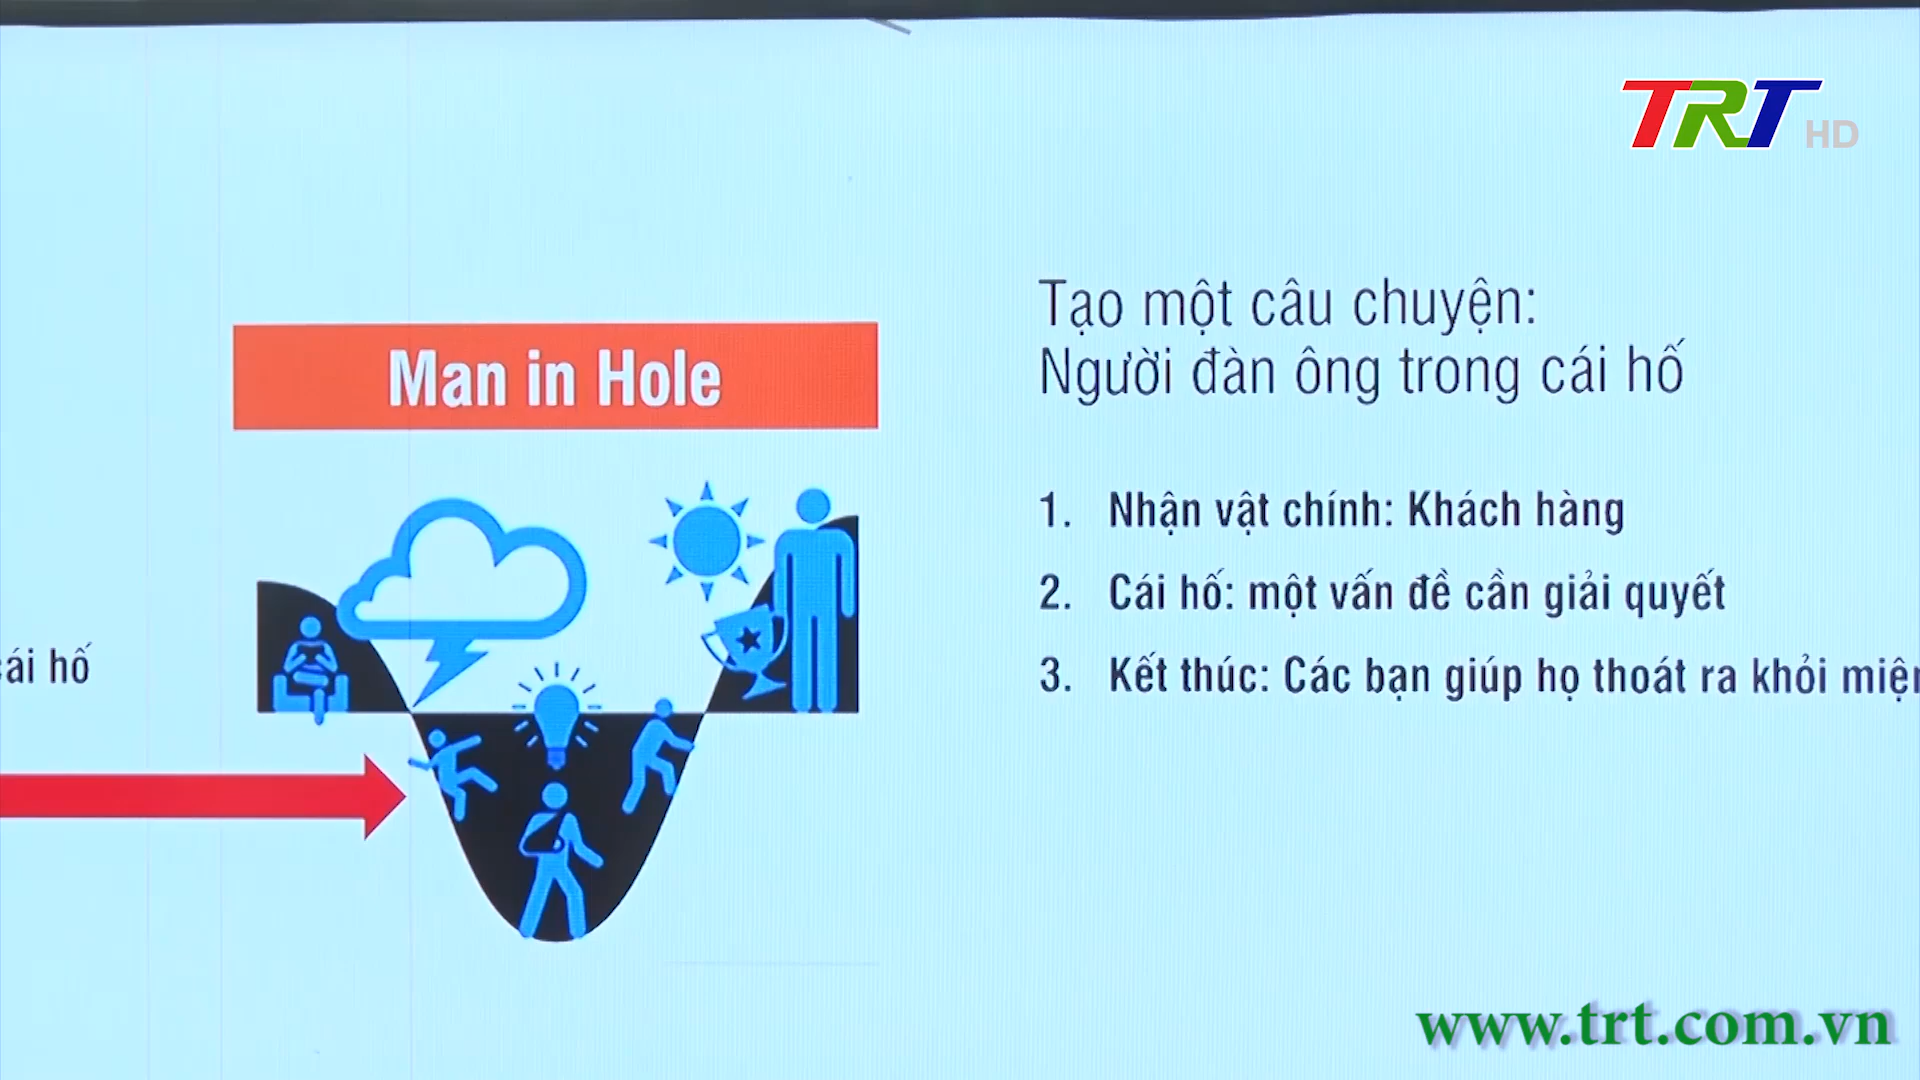 TRT HD
Man in Hole
Tạo một câu chuyện:
Người đàn ông trong cái hố
1. Nhận vật chính: Khách hàng
2. Cái hố: một vấn đề cần giải quyết
3. Kết thúc: Các bạn giúp họ thoát ra khỏi
hố
www.trt.com.vn